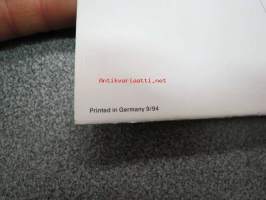 Antikvariaatti.net
Printed in Germany 9/94